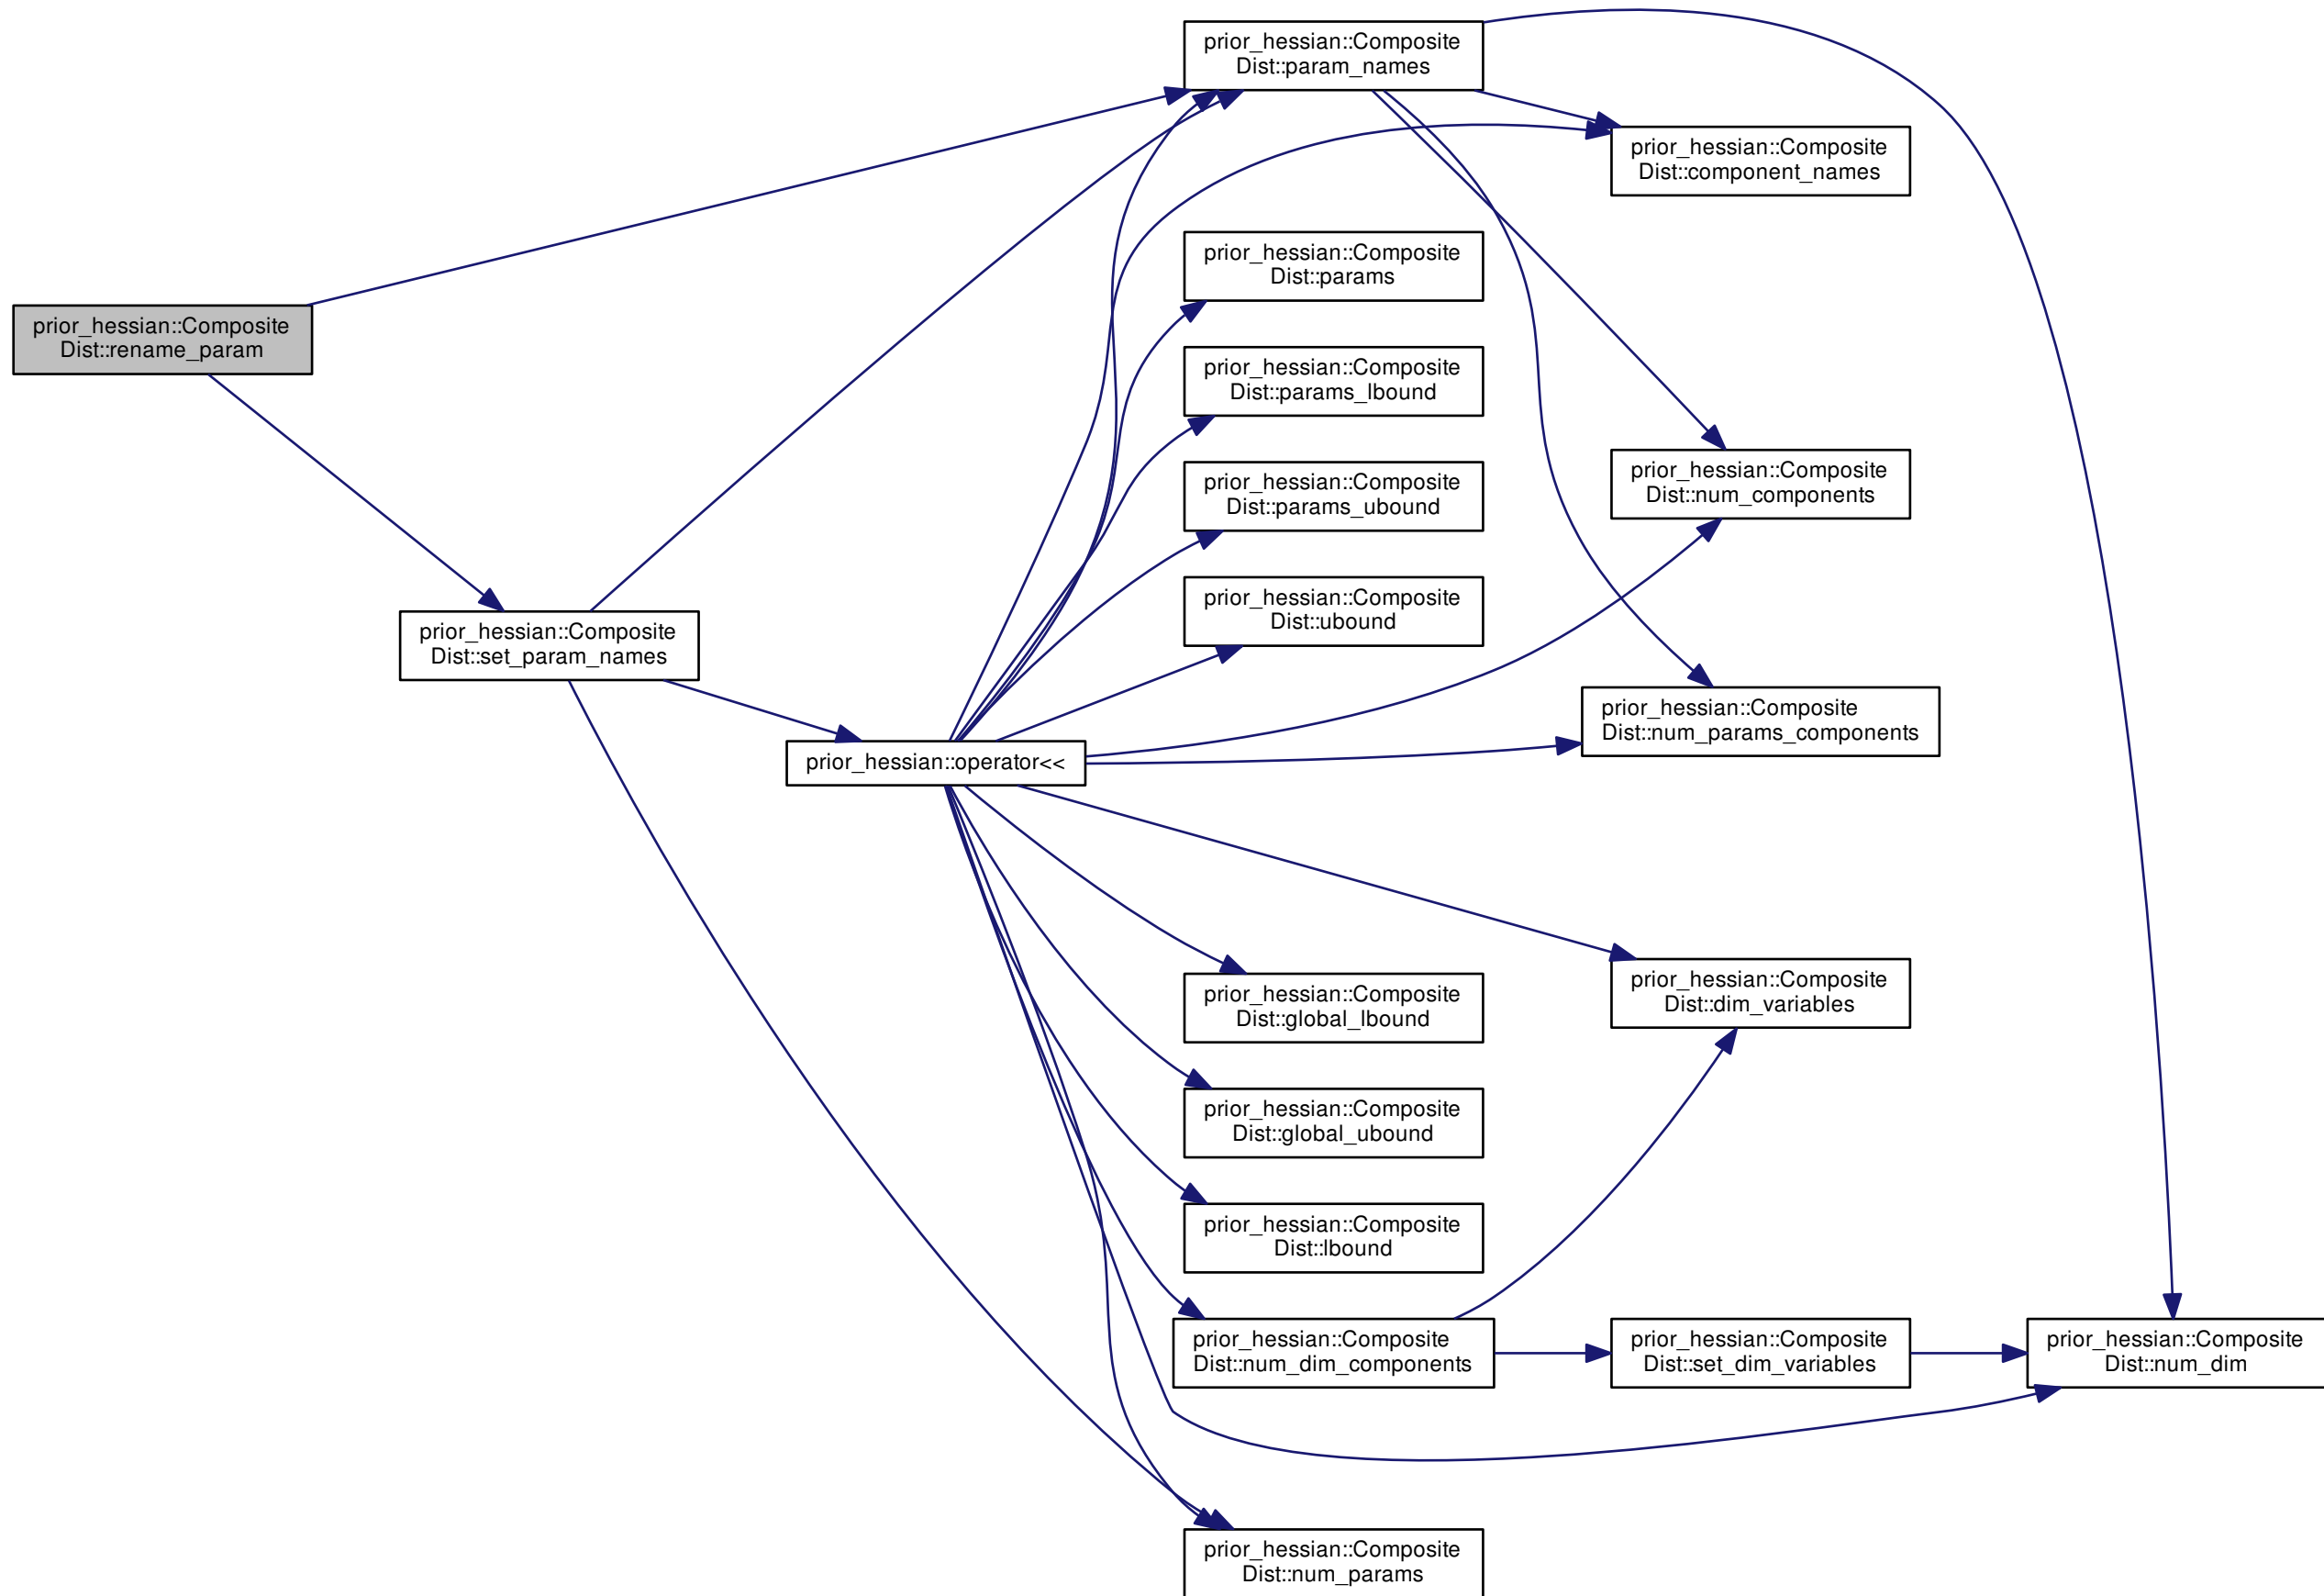 prior_hessian::Composite
Dist::param_names
prior_hessian::Composite
Dist::component_names
prior_hessian::Composite
Dist::params
prior_hessian::Composite
Dist::rename_param
prior_hessian::Composite
Dist::params_lbound
prior_hessian::Composite
Dist::params_ubound
prior_hessian::Composite
Dist::num_components
prior_hessian::Composite
Dist::ubound
prior_hessian::Composite
Dist::set_param_names
prior_hessian::Composite
Dist::num_params_components
prior_hessian::operator<<
prior_hessian::Composite
Dist::global_lbound
prior_hessian::Composite
Dist::dim_variables
prior_hessian::Composite
Dist::global_ubound
prior_hessian::Composite
Dist::lbound
prior_hessian::Composite
Dist::num_dim_components
prior_hessian::Composite
Dist::set_dim_variables
prior_hessian::Composite
Dist::num_dim
prior_hessian::Composite
Dist::num_params